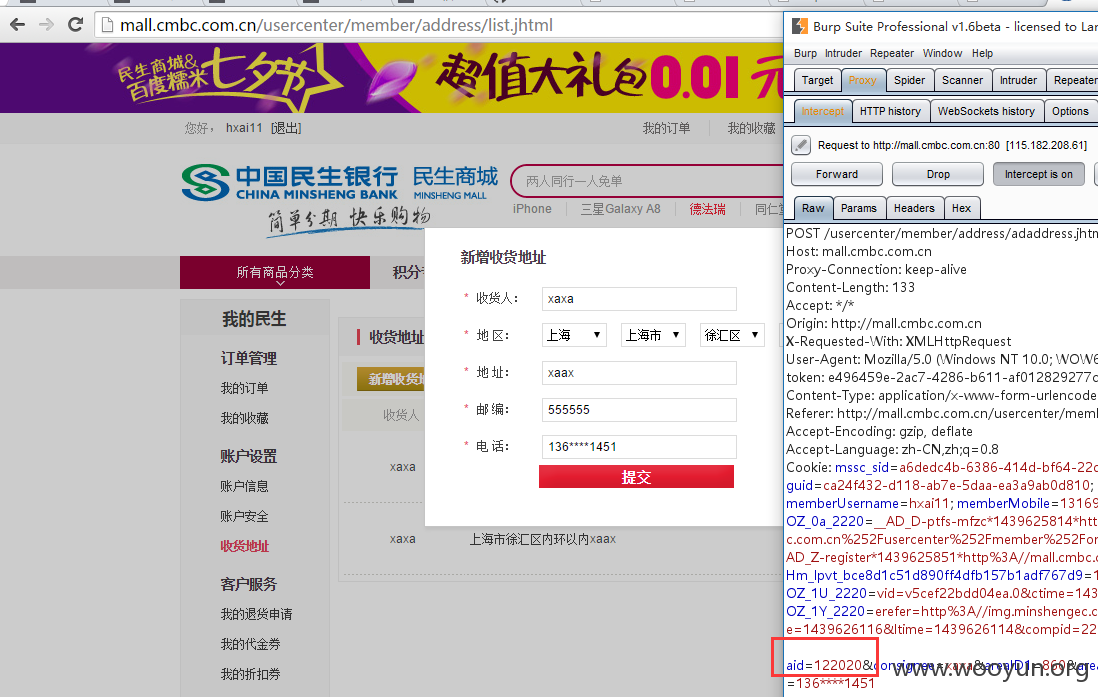 mall.cmbc.com.cn/usercenter/member/address/list.jhtml
民生商城&
百度糯米
七夕节
超值大礼包0.01元
您好， hxai11 [退出]
我的订单
我的收藏
中国民生银行
CHINA MINSHENG BANK
民生商城
MINSHENG MALL
简单分期 快乐购物
两人同行一人免单
iPhone
三星Galaxy A8
德法瑞
同仁
所有商品分类
积分
我的民生
订单管理
我的订单
我的收藏
账户设置
账户信息
账户安全
收货地址
客户服务
我的退货申请
我的代金券
我的折扣券
收货地址
新增收货地
收货人
xaxa
xaxa
上海市徐汇区内环以内xaax
新增收货地址
* 收货人： xaxa
* 地区： 上海 上海市 徐汇区
* 地址： xaax
* 邮编： 555555
* 电话： 136****1451
提交
Burp Suite Professional v1.6beta - licensed to Lar
Burp Intruder Repeater Window Help
Target Proxy Spider Scanner Intruder Repeater
Intercept HTTP history WebSockets history Options
Request to http://mall.cmbc.com.cn:80 [115.182.208.61]
Forward Drop Intercept is on
Raw Params Headers Hex
POST /usercenter/member/address/adaddress.jhtm
Host: mall.cmbc.com.cn
Proxy-Connection: keep-alive
Content-Length: 133
Accept: */*
Origin: http://mall.cmbc.com.cn
X-Requested-With: XMLHttpRequest
User-Agent: Mozilla/5.0 (Windows NT 10.0; WOW6
token: e496459e-2ac7-4286-b611-af012829277c
Content-Type: application/x-www-form-urlencode
Referer: http://mall.cmbc.com.cn/usercenter/memb
Accept-Encoding: gzip, deflate
Accept-Language: zh-CN,zh;q=0.8
Cookie: mssc_sid=a6dedc4b-6386-414d-bf64-22c
guid=ca24f432-d118-ab7e-5daa-ea3a9ab0d810;
memberUsername=hxai11; memberMobile=13169
OZ_0a_2220=__AD_D-ptfs-mfzc*1439625814*htt
c.com.cn%252Fusercenter%252Fmember%252For
AD_Z-register*1439625851*http%3A//mall.cmbc.c
Hm_lpvt_bce8d1c51d890ff4dfb157b1adf767d9=1
OZ_1U_2220=vid=v5cef22bdd04ea.0&ctime=143
OZ_1Y_2220=erefer=http%3A//img.minshengec.c
e=1439626116&ltime=1439626114&compid=22
aid=122020&consignee=xaxa&areaID1=860&area
=136****1451
www.wooyun.org